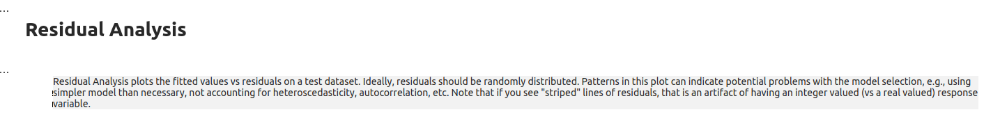 ...
Residual Analysis
...
Residual Analysis plots the fitted values vs residuals on a test dataset. Ideally, residuals should be randomly distributed. Patterns in this plot can indicate potential problems with the model selection, e.g., using
simpler model than necessary, not accounting for heteroscedasticity, autocorrelation, etc. Note that if you see "striped" lines of residuals, that is an artifact of having an integer valued (vs a real valued) response
variable.